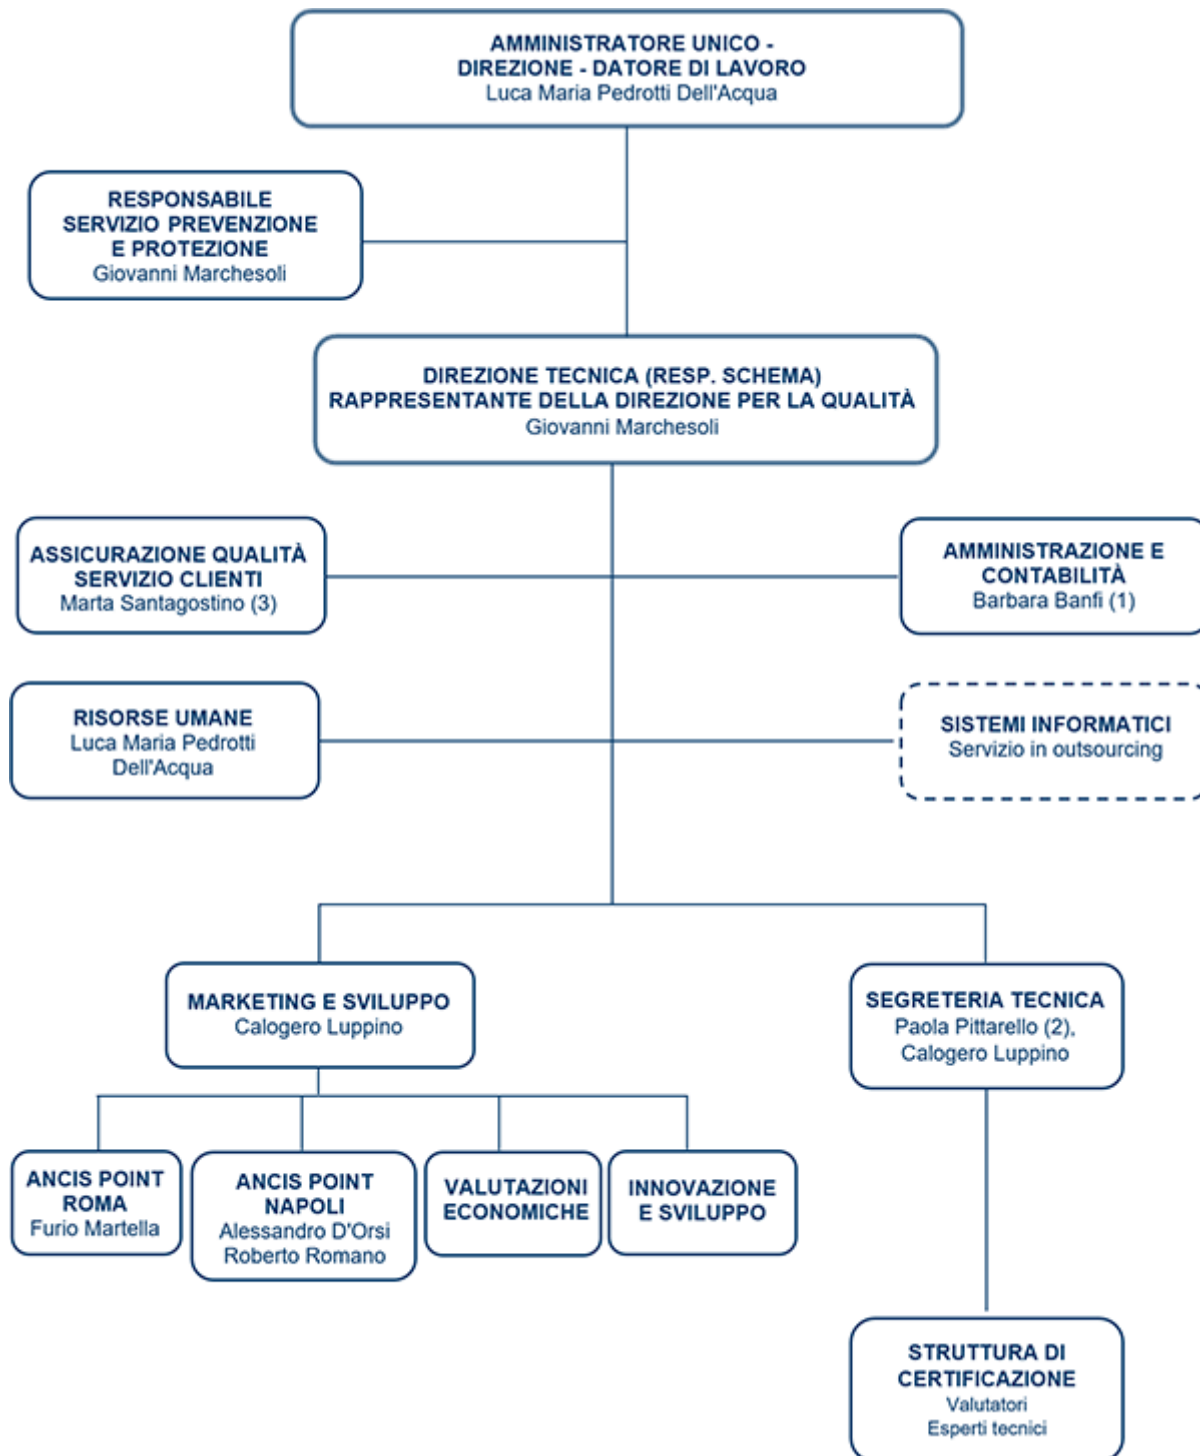 AMMINISTRATORE UNICO -
DIREZIONE - DATORE DI LAVORO
Luca Maria Pedrotti Dell'Acqua
RESPONSABILE
SERVIZIO PREVENZIONE
E PROTEZIONE
Giovanni Marchesoli
DIREZIONE TECNICA (RESP. SCHEMA)
RAPPRESENTANTE DELLA DIREZIONE PER LA QUALITÀ
Giovanni Marchesoli
ASSICURAZIONE QUALITÀ
SERVIZIO CLIENTI
Marta Santagostino (3)
AMMINISTRAZIONE E
CONTABILITÀ
Barbara Banfi (1)
RISORSE UMANE
Luca Maria Pedrotti
Dell'Acqua
SISTEMI INFORMATICI
Servizio in outsourcing
MARKETING E SVILUPPO
Calogero Luppino
SEGRETERIA TECNICA
Paola Pittarello (2),
Calogero Luppino
ANCIS POINT
ROMA
Furio Martella
ANCIS POINT
NAPOLI
Alessandro D'Orsi
Roberto Romano
VALUTAZIONI
ECONOMICHE
INNOVAZIONE
E SVILUPPO
STRUTTURA DI
CERTIFICAZIONE
Valutatori
Esperti tecnici